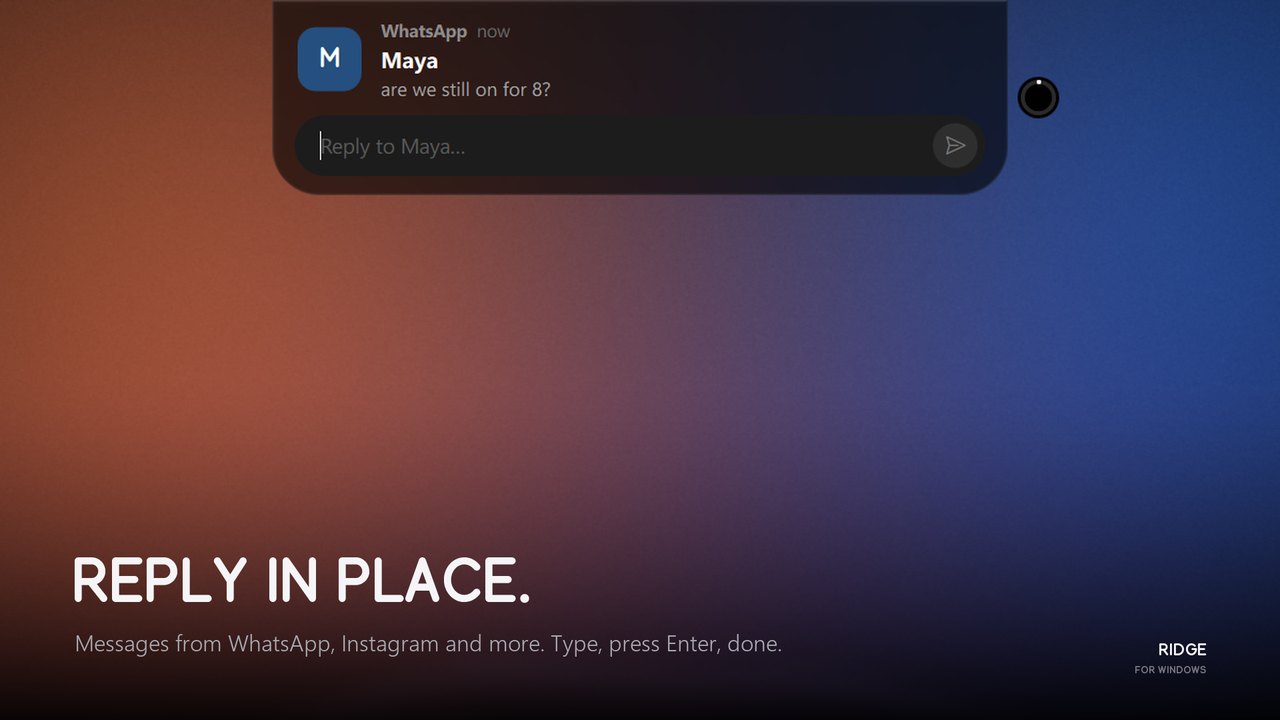 M
WhatsApp now
Maya
are we still on for 8?
Reply to Maya...
REPLY IN PLACE.
Messages from WhatsApp, Instagram and more. Type, press Enter, done.
RIDGE
FOR WINDOWS